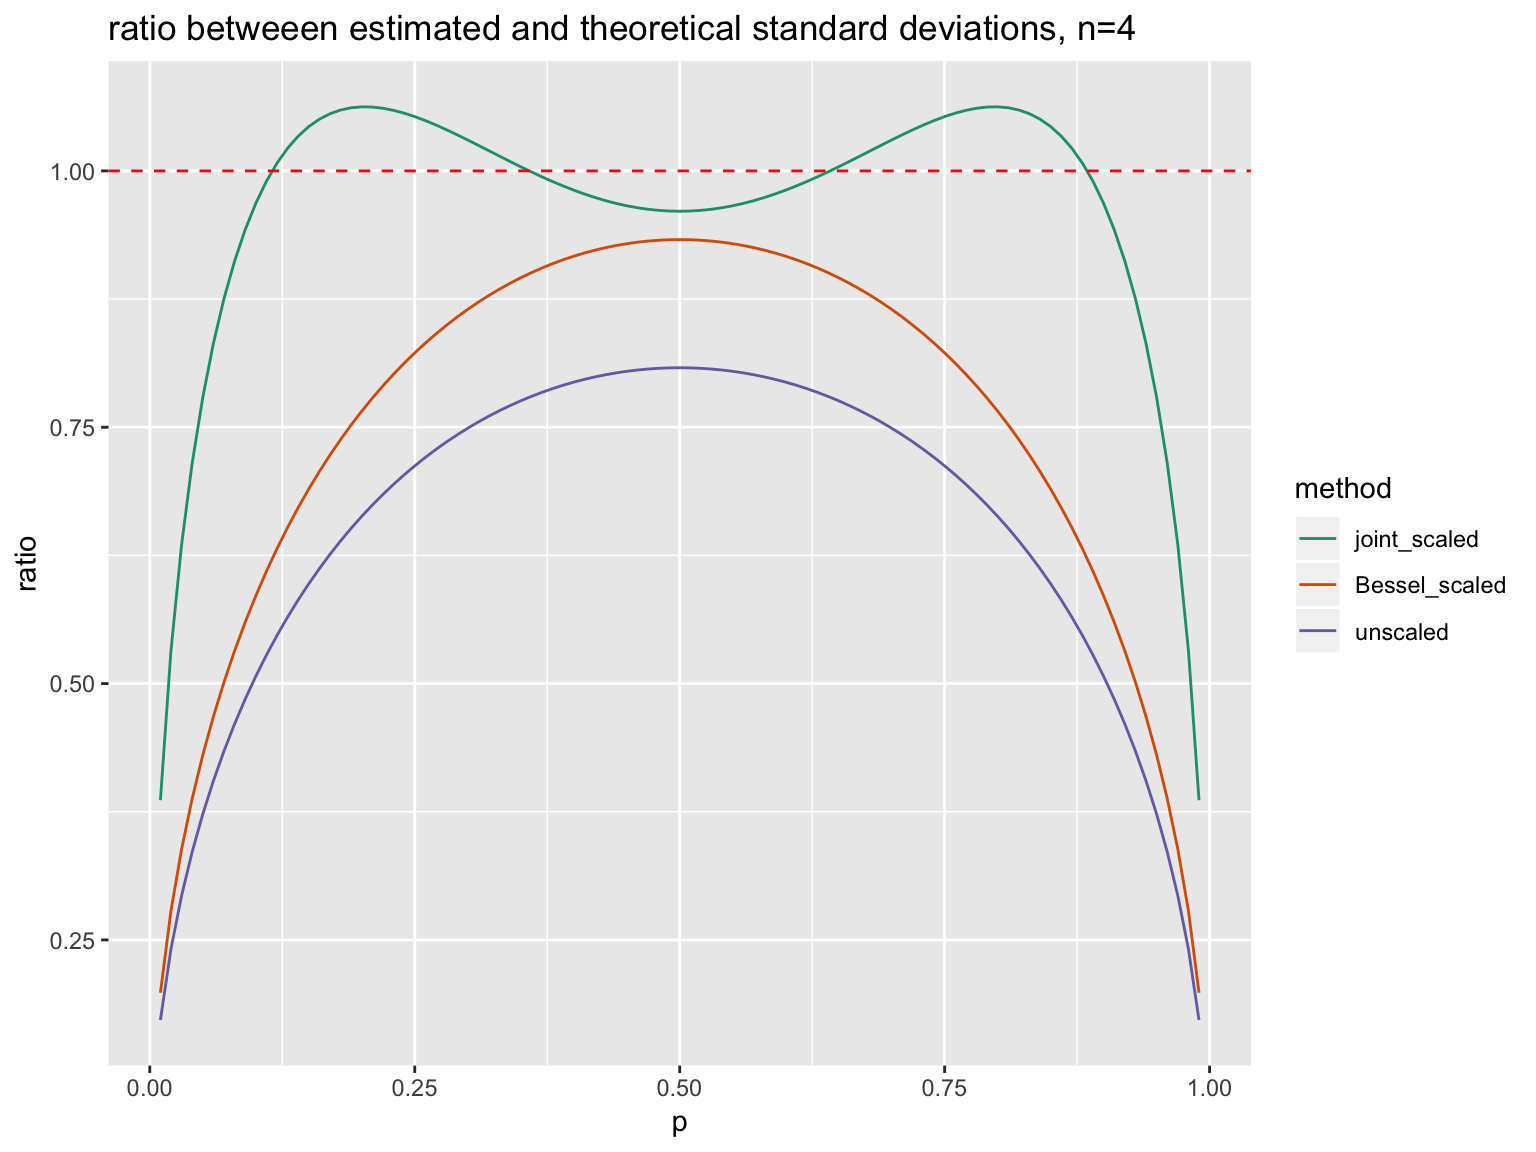 ratio betweeen estimated and theoretical standard deviations, n=4
1.00
0.75
0.50
0.25
ratio
0.00
0.25
0.50
0.75
1.00
p
method
joint_scaled
Bessel_scaled
unscaled